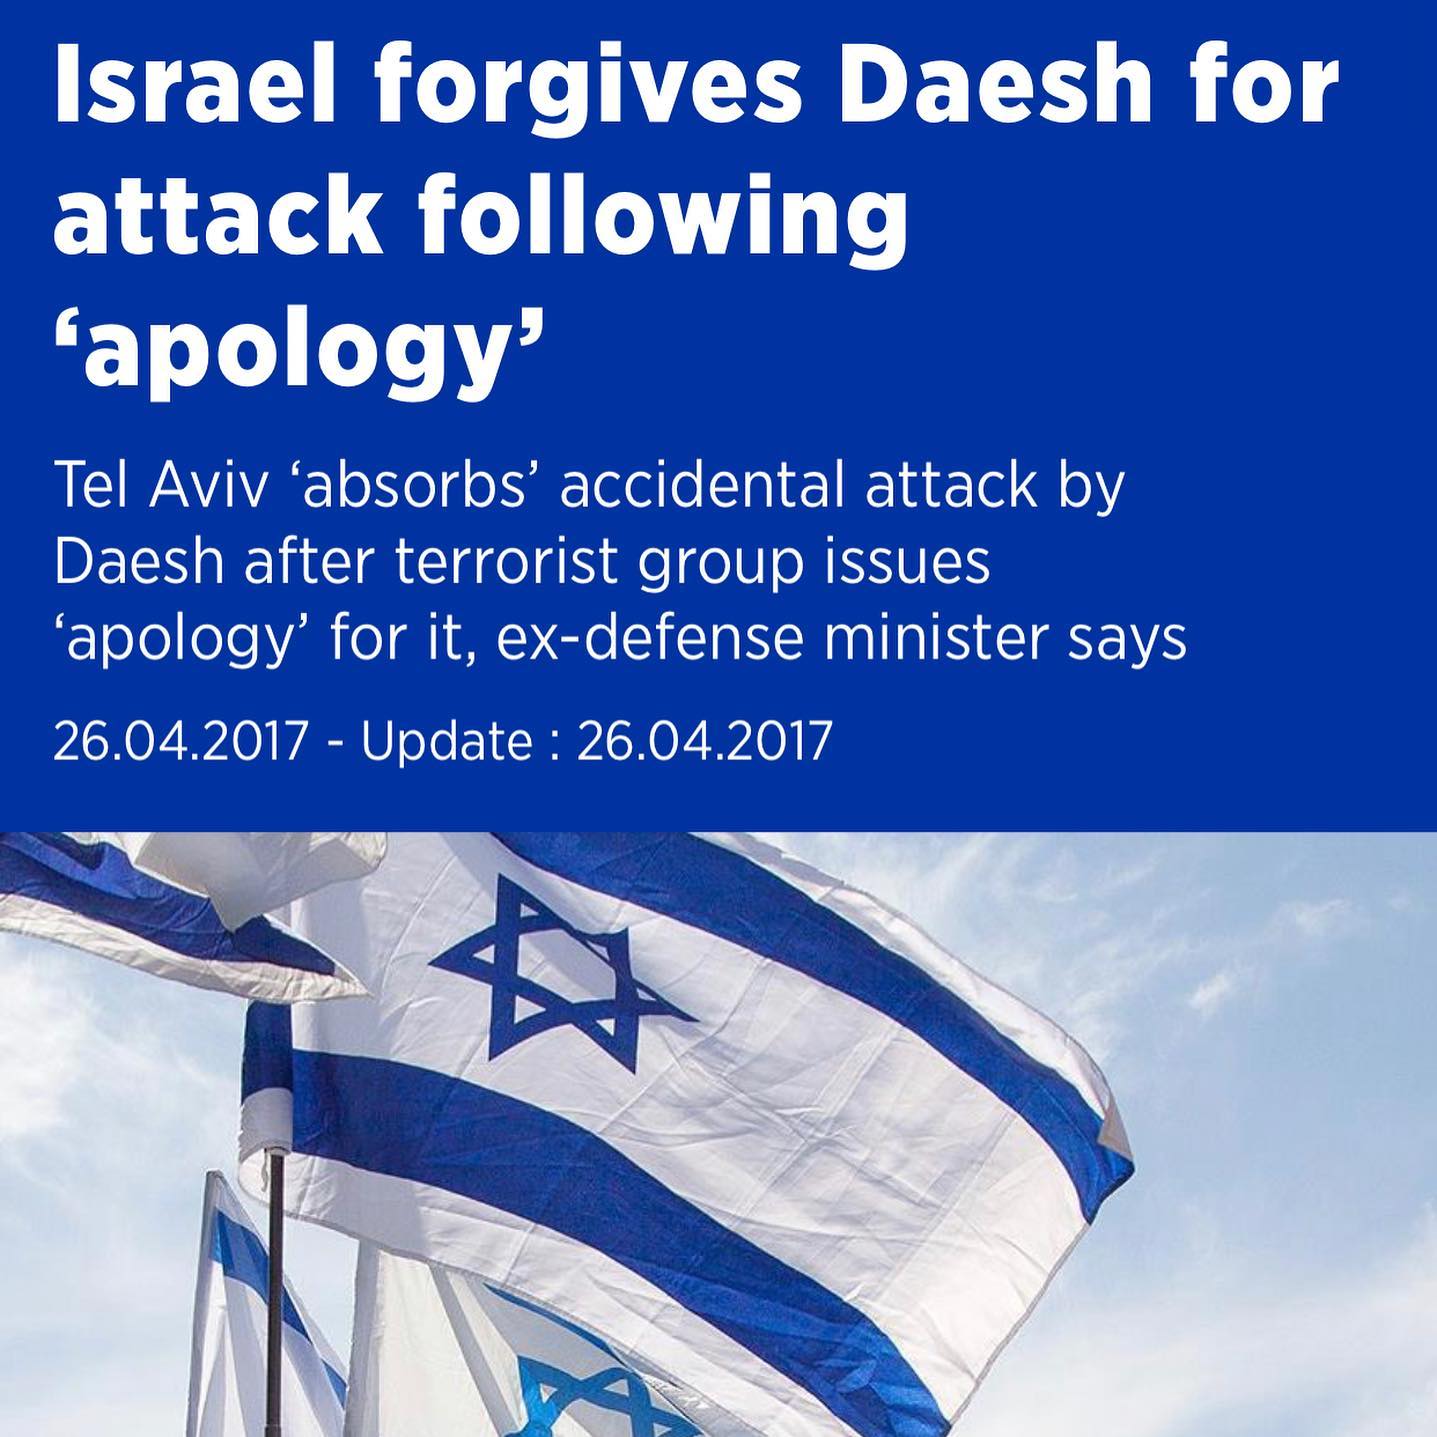 Israel forgives Daesh for
attack following
‘apology’
Tel Aviv ‘absorbs’ accidental attack by
Daesh after terrorist group issues
‘apology’ for it, ex-defense minister says
26.04.2017 - Update : 26.04.2017